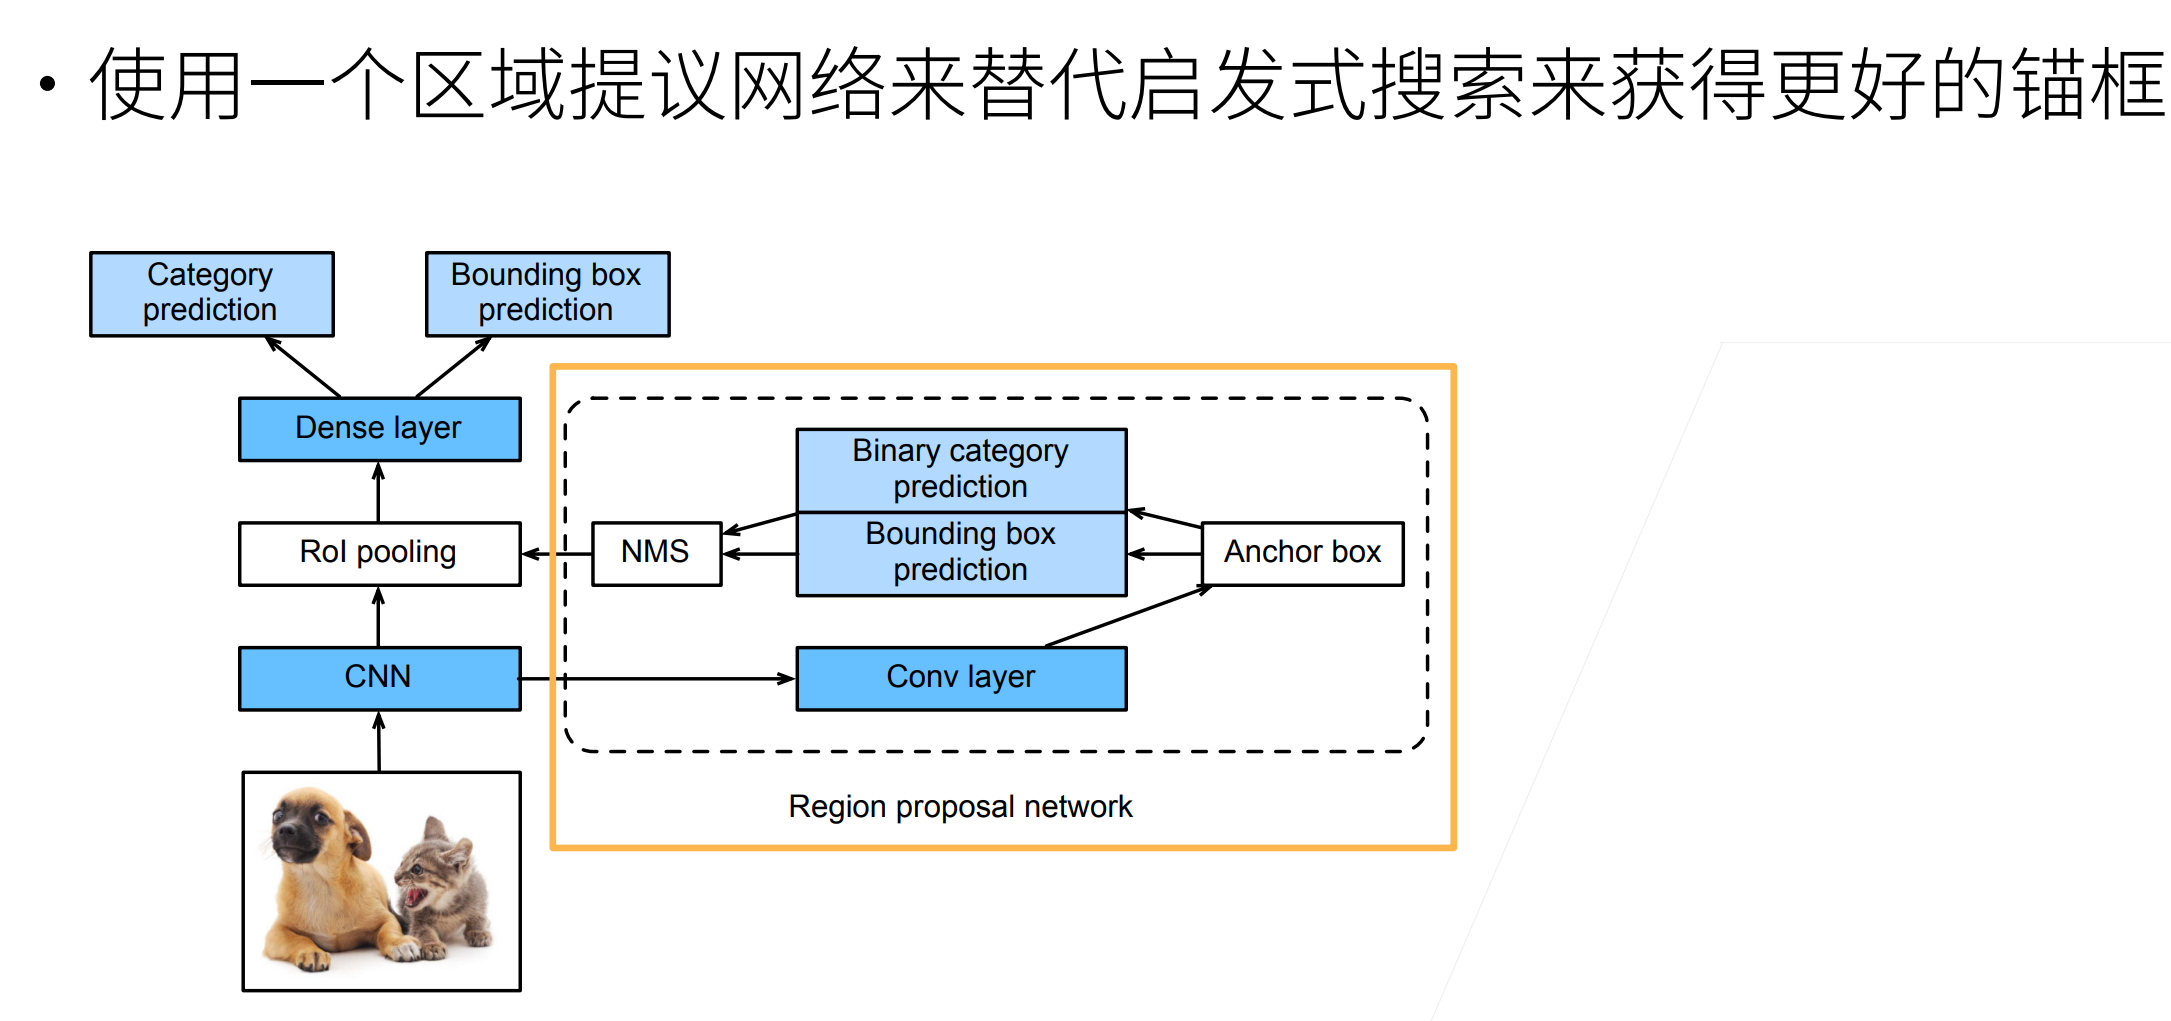 • 使用一个区域提议网络来替代启发式搜索来获得更好的锚框
Category
prediction
Bounding box
prediction
Dense layer
Binary category
prediction
RoI pooling
NMS
Bounding box
prediction
Anchor box
CNN
Conv layer
Region proposal network